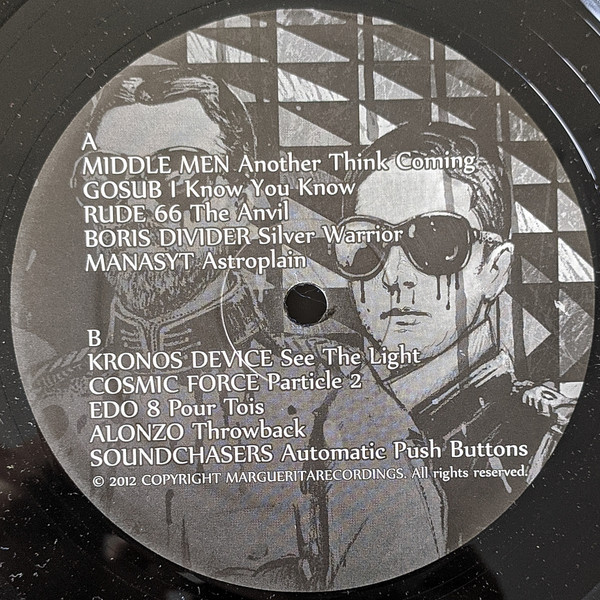 A
MIDDLE MEN Another Think Coming
GOSUB I Know You Know
RUDE 66 The Anvil
BORIS DIVIDER Silver Warrior
MANASYT Astroplain
B
KRONOS DEVICE See The Light
COSMIC FORCE Particle 2
EDO 8 Pour Tois
ALONZO Throwback
SOUNDCHASERS Automatic Push Buttons
© 2012 COPYRIGHT MARGUERITARECORDINGS. All rights reserved.